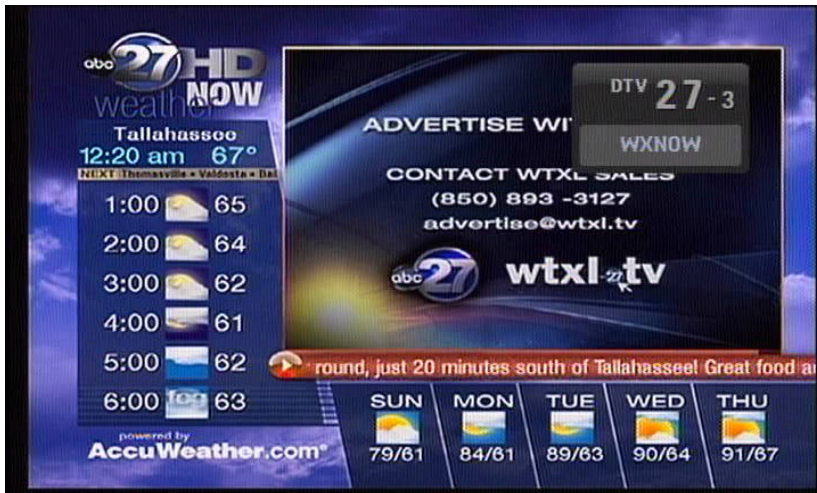 abc 27 HD
weather NOW
Tallahassee
12:20 am 67°
NEXT Thomasville • Valdosta •
1:00 65
2:00 64
3:00 62
4:00 61
5:00 62
6:00 fog 63
powered by
AccuWeather.com®
DTV 27-3
WXNOW
ADVERTISE
CONTACT WTXL SALES
(850) 893 -3127
advertise@wtxl.tv
abc 27 wtxl 27 tv
round, just 20 minutes south of Tallahassee! Great food
SUN MON TUE WED THU
79/61 84/61 89/63 90/64 91/67